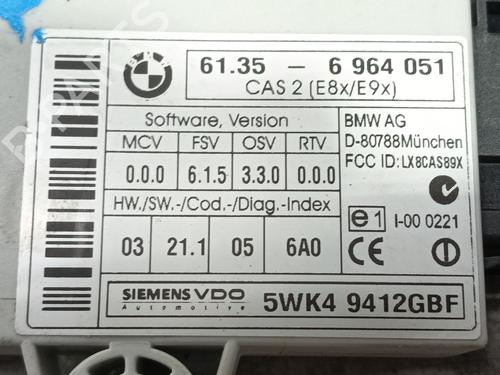 BMW
61.35 - 6 964 051
CAS 2 (E8x/E9x)
Software, Version
MCV FSV OSV RTV
0.0.0 6.1.5 3.3.0 0.0.0
HW./SW.-/Cod.-/Diag.-Index
03 21.1 05 6A0
BMW AG
D-80788München
FCC ID: LX8CAS89X
e1 I-00 0221
CE
SIEMENS VDO
Automotive
5WK4 9412GBF